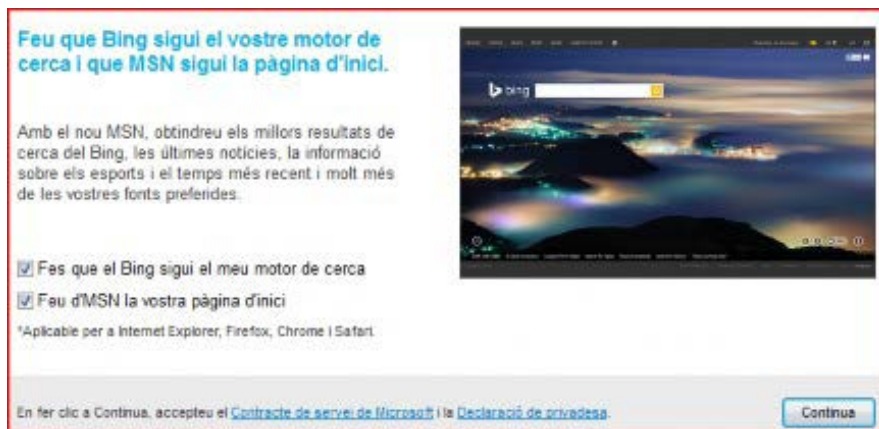 Feu que Bing sigui el vostre motor de
cerca i que MSN sigui la pàgina d'inici.
bing
Amb el nou MSN, obtindreu els millors resultats de
cerca del Bing, les últimes notícies, la informació
sobre els esports i el temps més recent i molt més
de les vostres fonts preferides.
Fes que el Bing sigui el meu motor de cerca
Feu d'MSN la vostra pàgina d'inici
*Aplicable per a Internet Explorer, Firefox, Chrome i Safari.
En fer clic a Continua, accepteu el Contracte de servei de Microsoft i la Declaració de privadesa.
Continua